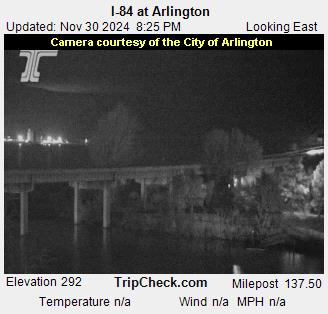 I-84 at Arlington
Updated: Nov 30 2024 8:25 PM Looking East
Camera courtesy of the City of Arlington
Elevation 292 TripCheck.com Milepost 137.50
Temperature n/a Wind n/a MPH n/a